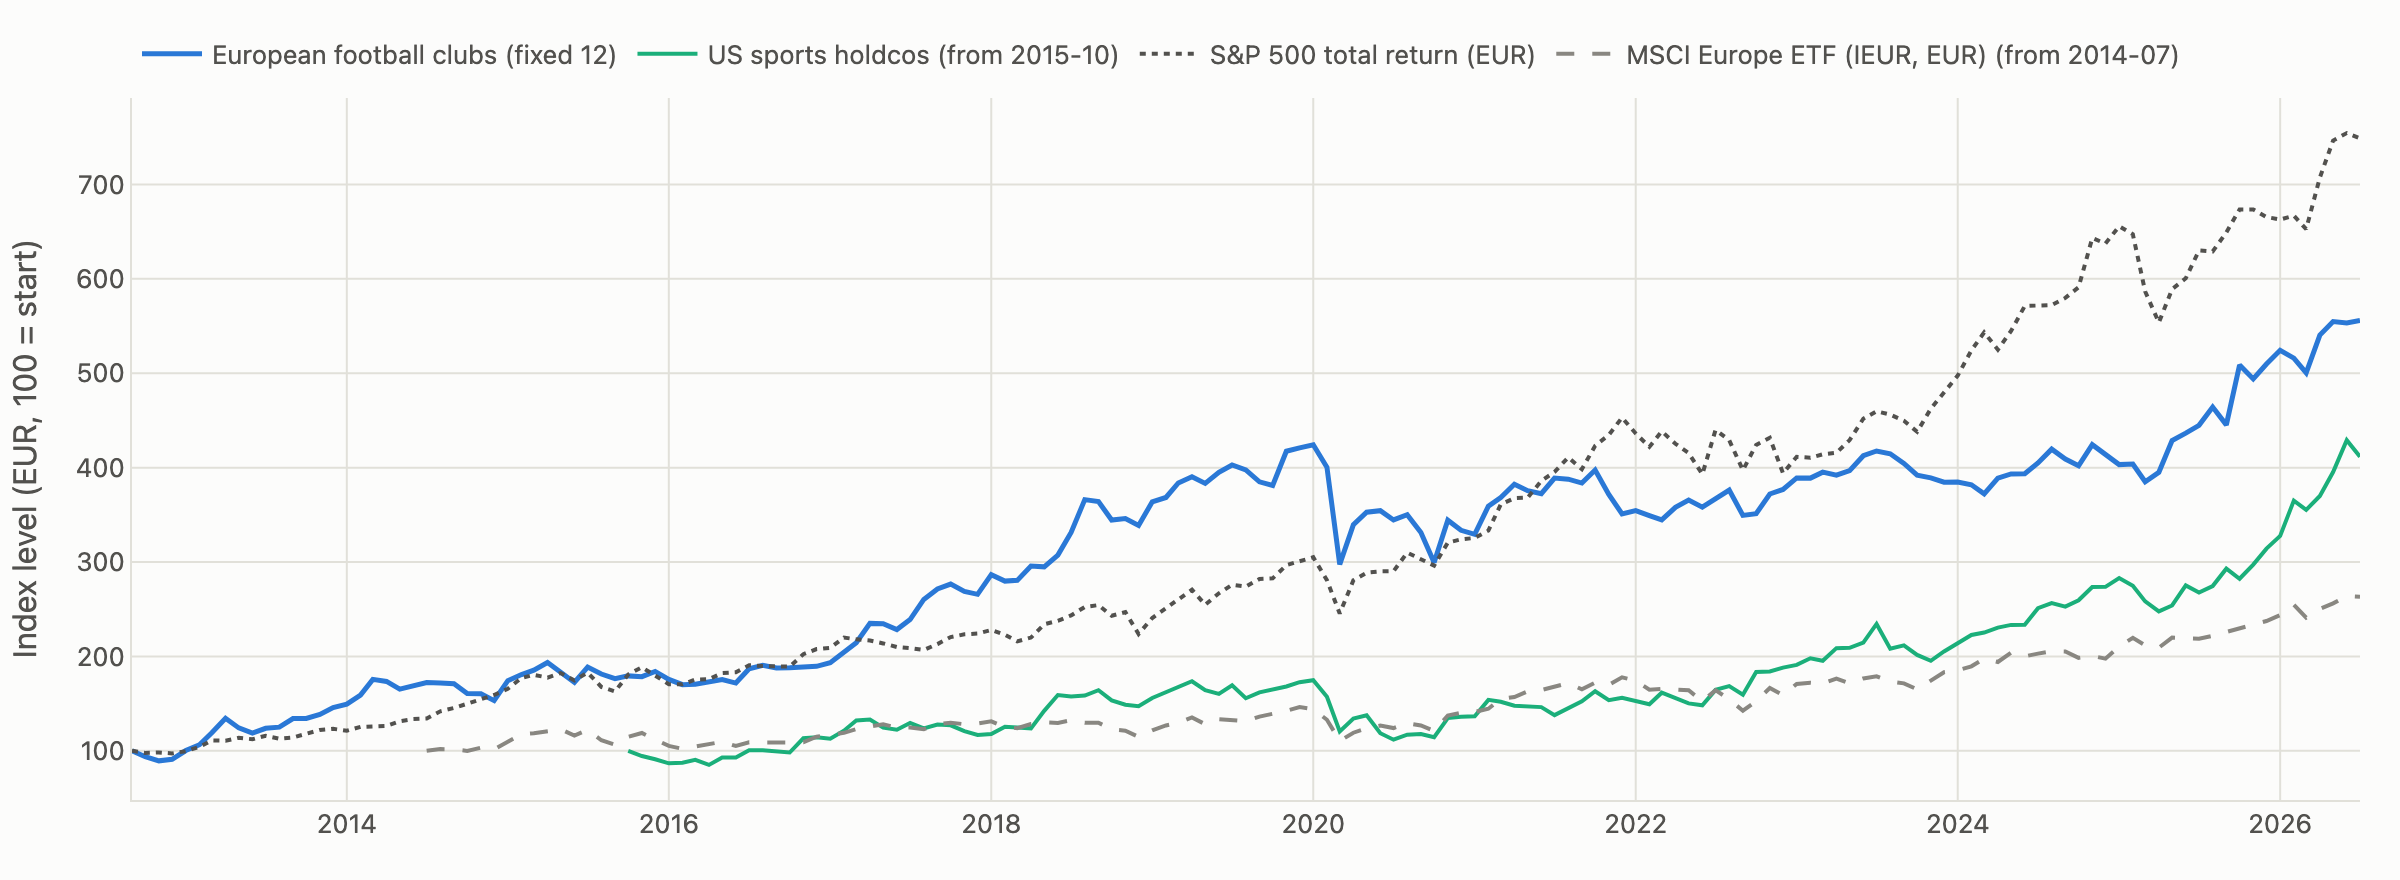 European football clubs (fixed 12)
US sports holdcos (from 2015-10)
S&P 500 total return (EUR)
MSCI Europe ETF (IEUR, EUR) (from 2014-07)
Index level (EUR, 100 = start)
700
600
500
400
300
200
100
2014
2016
2018
2020
2022
2024
2026